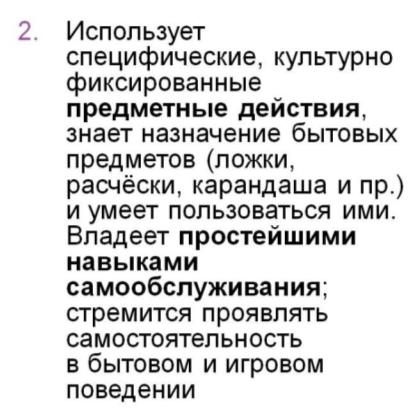 2. Использует
специфические, культурно
фиксированные
предметные действия,
знает назначение бытовых
предметов (ложки,
расчёски, карандаша и пр.)
и умеет пользоваться ими.
Владеет простейшими
навыками
самообслуживания;
стремится проявлять
самостоятельность
в бытовом и игровом
поведении